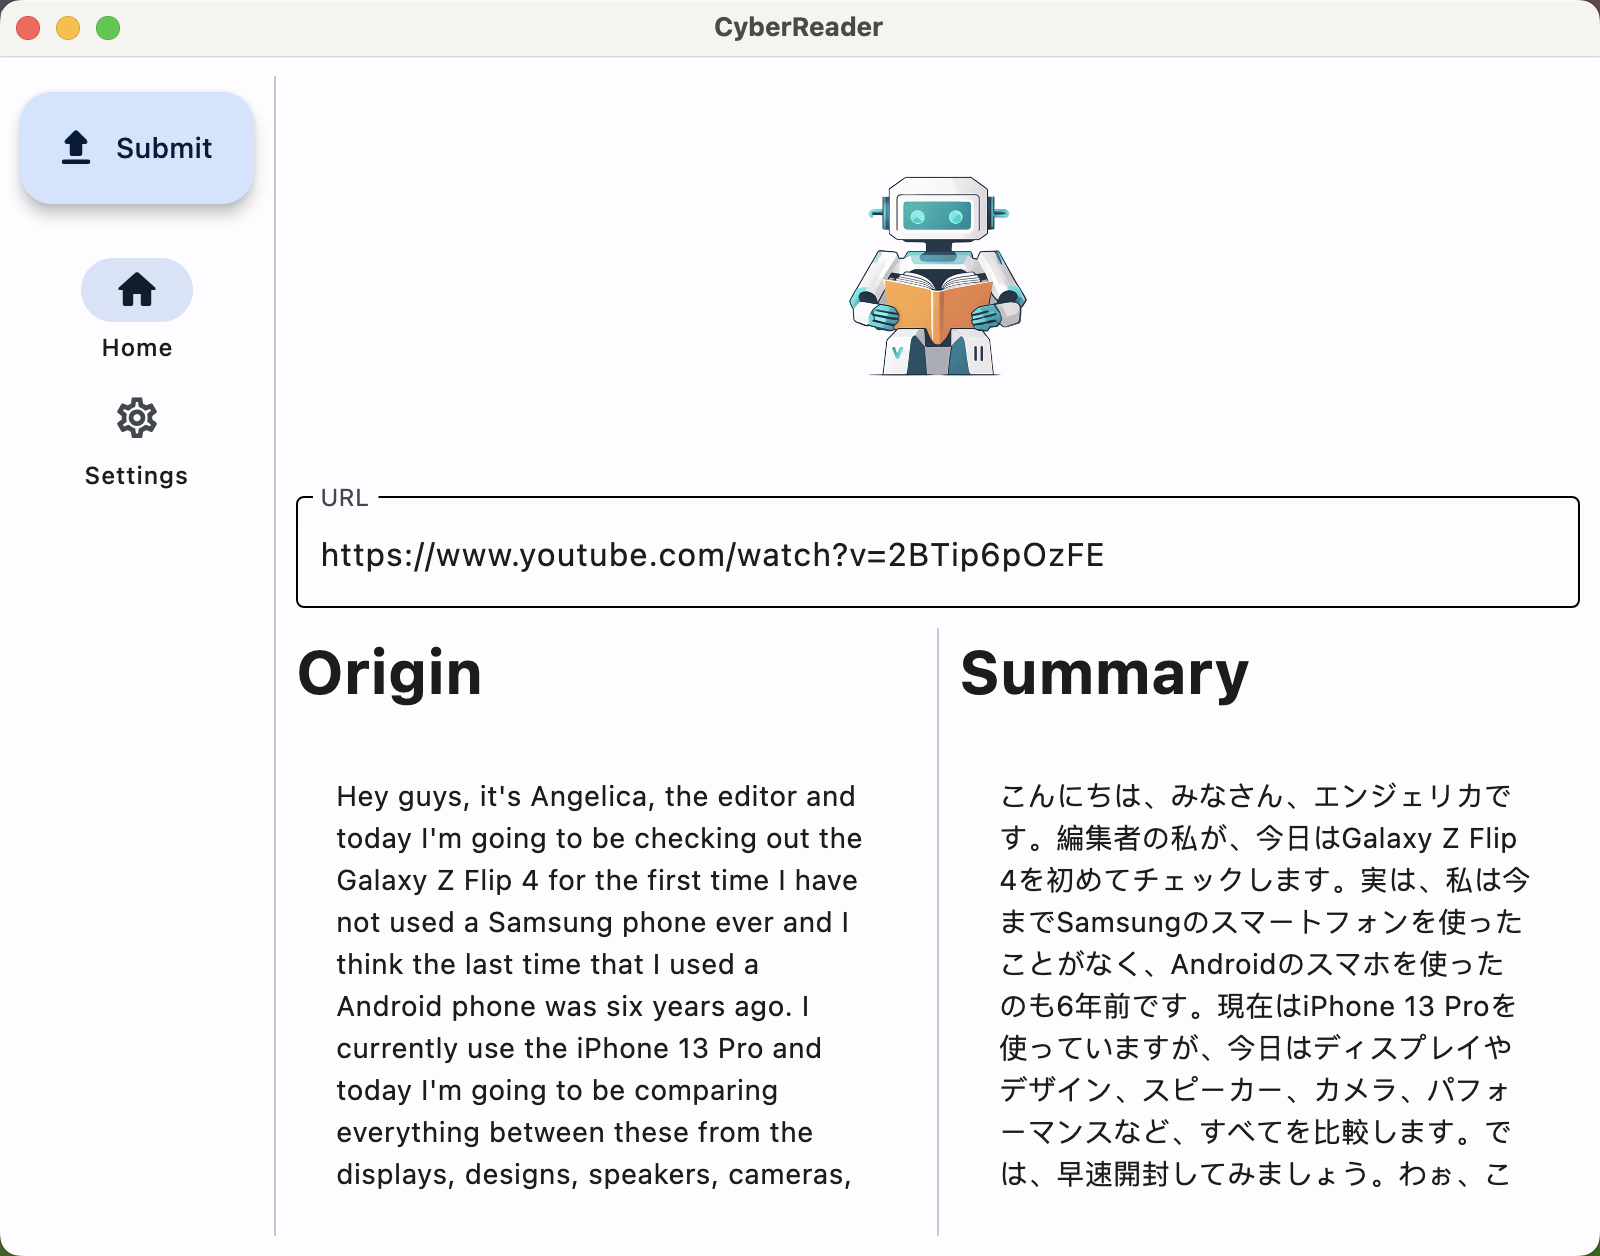 CyberReader
Submit
Home
Settings
URL
https://www.youtube.com/watch?v=2BTip6pOzFE
Origin
Hey guys, it's Angelica, the editor and
today I'm going to be checking out the
Galaxy Z Flip 4 for the first time I have
not used a Samsung phone ever and I
think the last time that I used a
Android phone was six years ago. I
currently use the iPhone 13 Pro and
today I'm going to be comparing
everything between these from the
displays, designs, speakers, cameras,
Summary
こんにちは、みなさん、エンジェリカで
す。編集者の私が、今日はGalaxy Z Flip
4を初めてチェックします。実は、私は今
までSamsungのスマートフォンを使った
ことがなく、Androidのスマホを使った
のも6年前です。現在はiPhone 13 Proを
使っていますが、今日はディスプレイや
デザイン、スピーカー、カメラ、パフォ
ーマンスなど、すべてを比較します。で
は、早速開封してみましょう。わぉ、こ